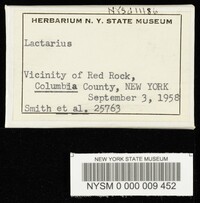 HERBARIUM N. Y. STATE MUSEUM
Lactarius
Vicinity of Red Rock,
Columbia County, NEW YORK
September 3, 1958
Smith et al. 25763
NEW YORK STATE MUSEUM
NYSM 0 000 009 452